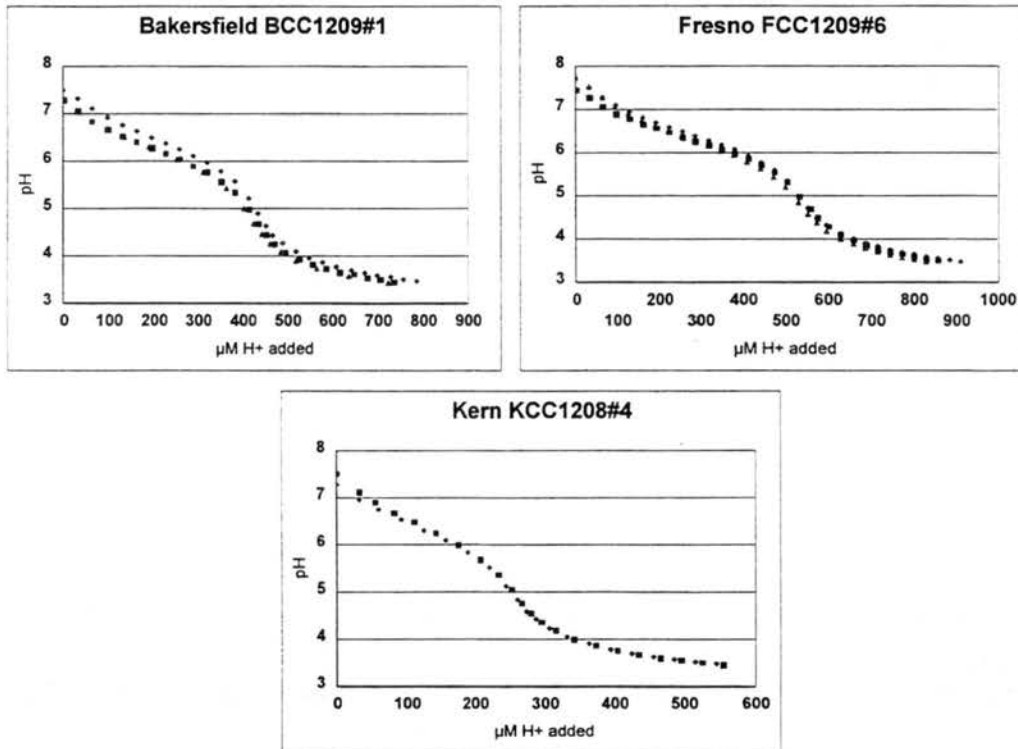 Bakersfield BCC1209#1
8
7
6
5
4
3
pH
0 100 200 300 400 500 600 700 800 900
µM H+ added
Fresno FCC1209#6
8
7
6
5
4
3
pH
0 200 400 600 800 1000
100 300 500 700 900
µM H+ added
Kern KCC1208#4
8
7
6
5
4
3
pH
0 100 200 300 400 500 600
µM H+ added